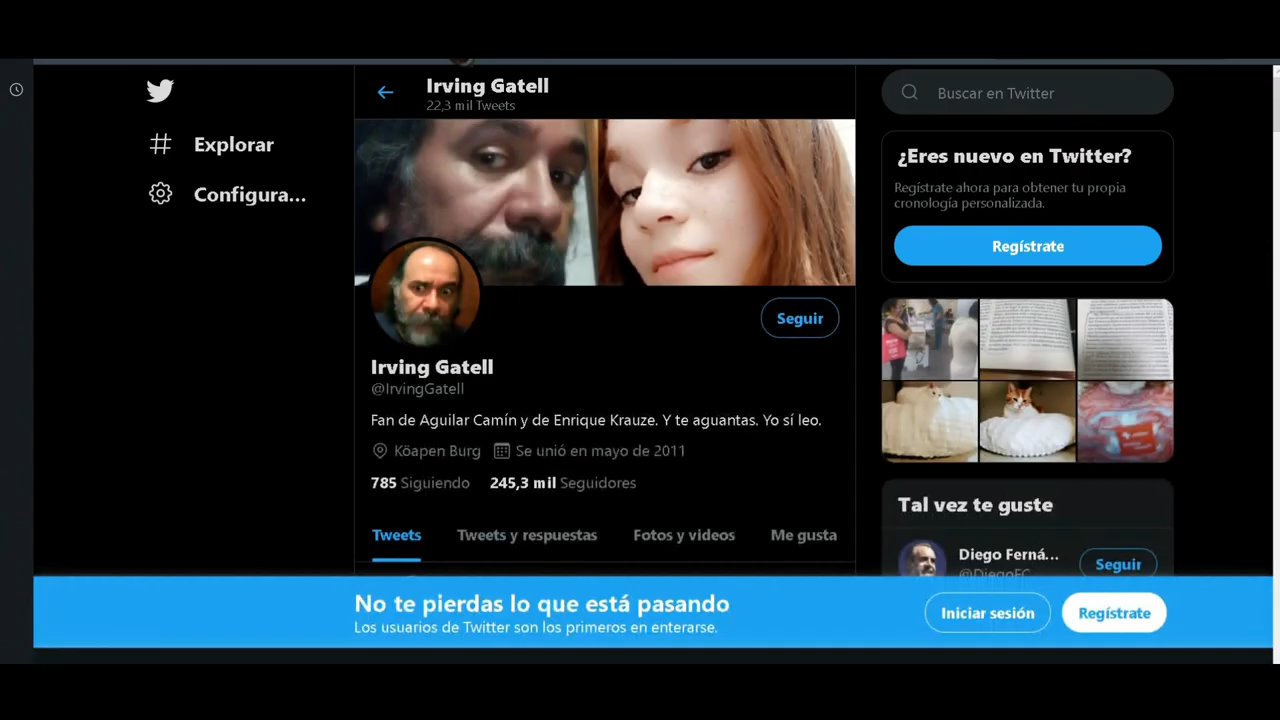 Irving Gatell
22,3 mil Tweets
Explorar
Configura...
Irving Gatell
@IrvingGatell
Fan de Aguilar Camín y de Enrique Krauze. Y te aguantas. Yo sí leo.
Köapen Burg Se unió en mayo de 2011
785 Siguiendo 245,3 mil Seguidores
Seguir
Tweets Tweets y respuestas Fotos y videos Me gusta
Buscar en Twitter
¿Eres nuevo en Twitter?
Regístrate ahora para obtener tu propia
cronología personalizada.
Regístrate
Tal vez te guste
DiegoFerná...
Seguir
No te pierdas lo que está pasando
Los usuarios de Twitter son los primeros en enterarse.
Iniciar sesión
Regístrate